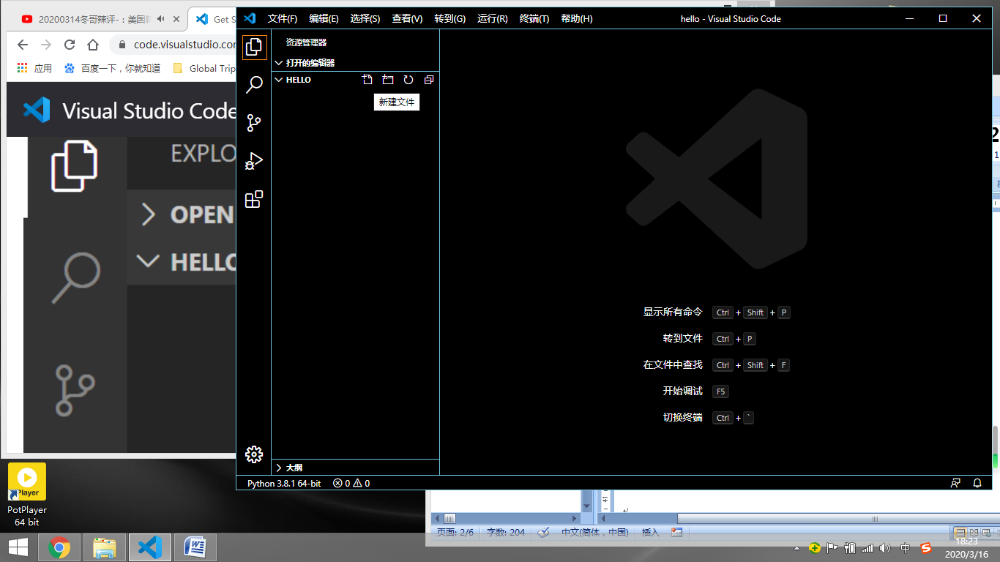 20200314冬哥辣评-：美国
Get S
code.visualstudio.co
应用
百度一下，你就知道
Global Trip
Visual Studio Code
EXPLO
OPEN
HELLO
文件(F) 编辑(E) 选择(S) 查看(V) 转到(G) 运行(R) 终端(T) 帮助(H)
hello - Visual Studio Code
资源管理器
打开的编辑器
HELLO
新建文件
显示所有命令 Ctrl + Shift + P
转到文件 Ctrl + P
在文件中查找 Ctrl + Shift + F
开始调试 F5
切换终端 Ctrl + `
大纲
Python 3.8.1 64-bit 0 0
PotPlayer
64 bit
Player
2
1
41
页面: 2/6 字数: 204 中文(简体，中国) 插入
中
18:23
2020/3/16